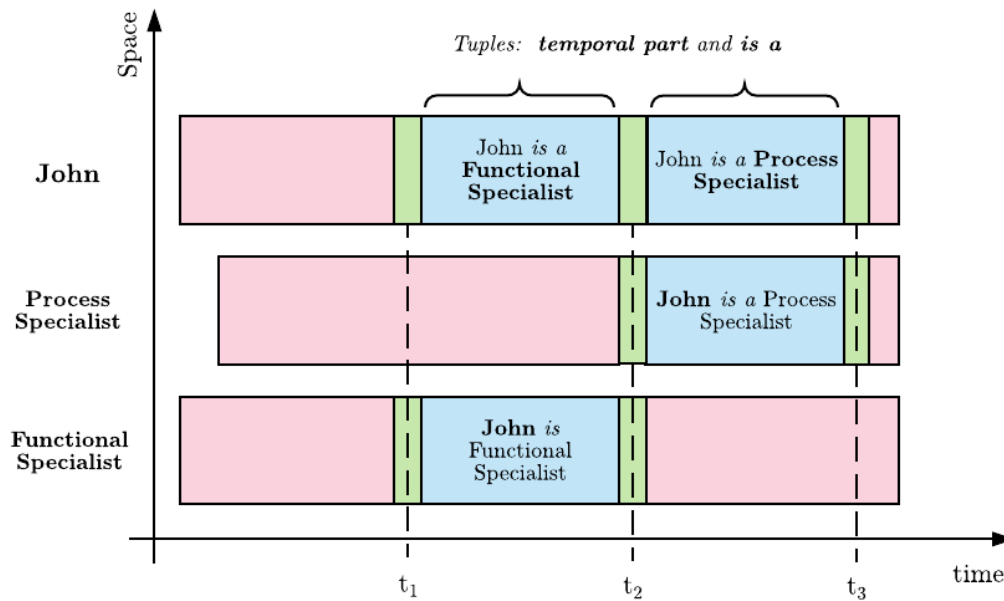 Space
Tuples: temporal part and is a
John
John is a
Functional
Specialist
John is a Process
Specialist
Process
Specialist
John is a Process
Specialist
Functional
Specialist
John is
Functional
Specialist
time
t₁
t₂
t₃